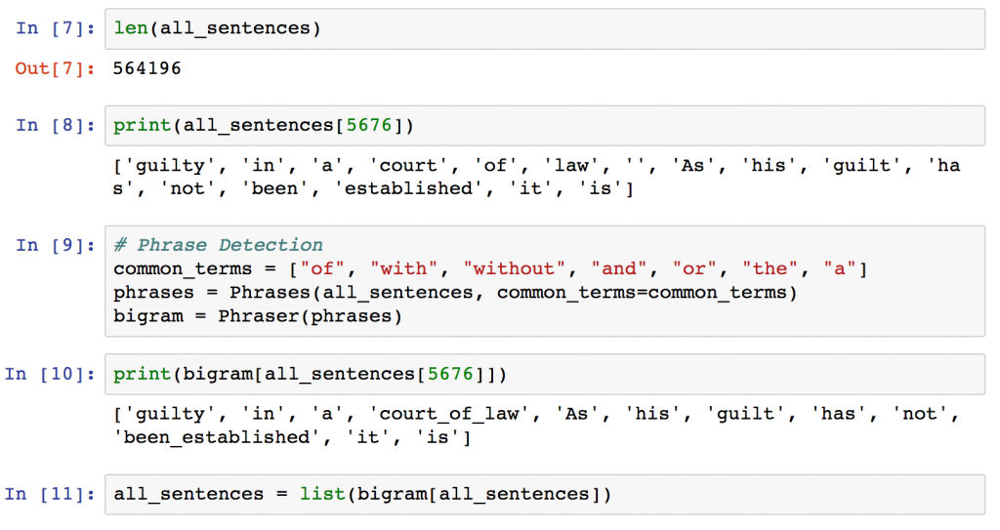 In [7]: len(all_sentences)
Out[7]: 564196
In [8]: print(all_sentences[5676])
['guilty', 'in', 'a', 'court', 'of', 'law', '', 'As', 'his', 'guilt', 'ha
s', 'not', 'been', 'established', 'it', 'is']
In [9]: # Phrase Detection
common_terms = ["of", "with", "without", "and", "or", "the", "a"]
phrases = Phrases(all_sentences, common_terms=common_terms)
bigram = Phraser(phrases)
In [10]: print(bigram[all_sentences[5676]])
['guilty', 'in', 'a', 'court_of_law', 'As', 'his', 'guilt', 'has', 'not',
'been_established', 'it', 'is']
In [11]: all_sentences = list(bigram[all_sentences])